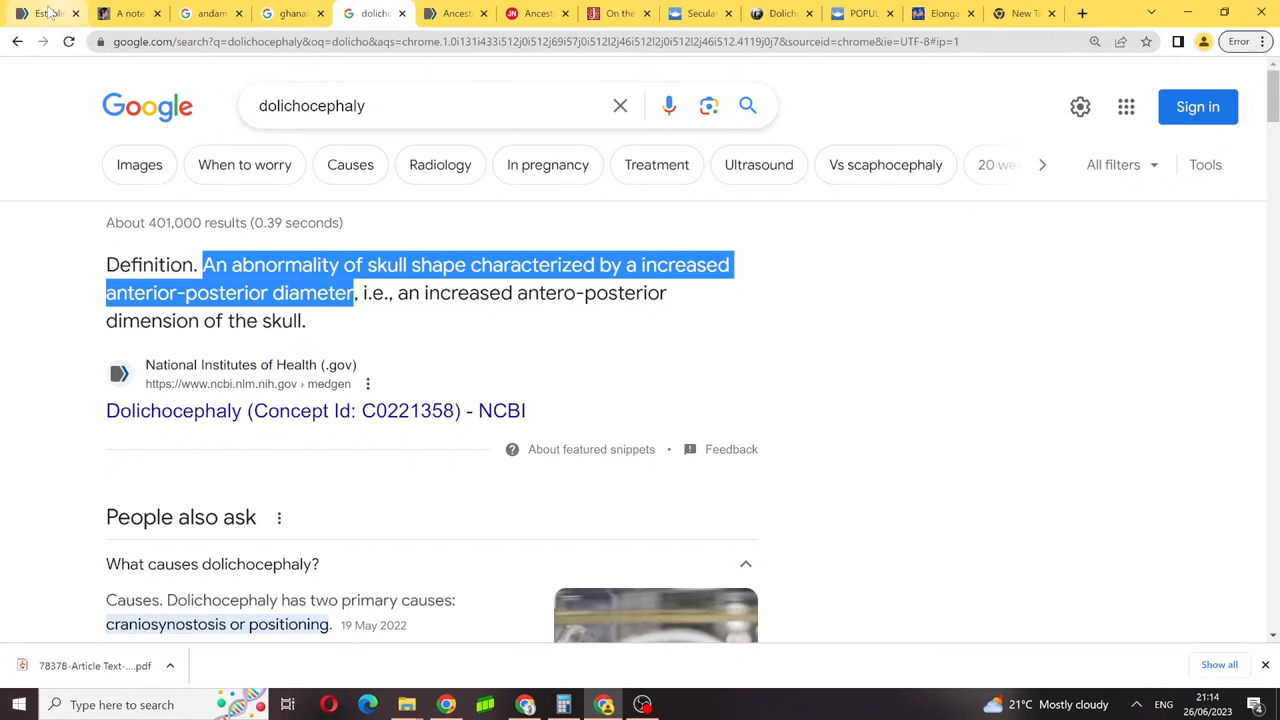 Establis
A note
andam
ghanai
dolich
Ancest
Ancest
On the
Secular
Dolich
POPUL
Elonga
New Ta
google.com/search?q=dolichocephaly&oq=dolicho&aqs=chrome.1.0i131i433i512j0i512j69i57j0i512l2j46i512l2j0i512l2j46i512.4119j0j7&sourceid=chrome&ie=UTF-8#ip=1
Error
Google
dolichocephaly
Sign in
Images
When to worry
Causes
Radiology
In pregnancy
Treatment
Ultrasound
Vs scaphocephaly
20 we
All filters
Tools
About 401,000 results (0.39 seconds)
Definition. An abnormality of skull shape characterized by a increased
anterior-posterior diameter, i.e., an increased antero-posterior
dimension of the skull.
National Institutes of Health (.gov)
https://www.ncbi.nlm.nih.gov › medgen
Dolichocephaly (Concept Id: C0221358) - NCBI
About featured snippets • Feedback
People also ask
What causes dolichocephaly?
Causes. Dolichocephaly has two primary causes:
craniosynostosis or positioning. 19 May 2022
78378-Article Text-....pdf
Show all
Type here to search
21°C Mostly cloudy
ENG
21:14
26/06/2023
4